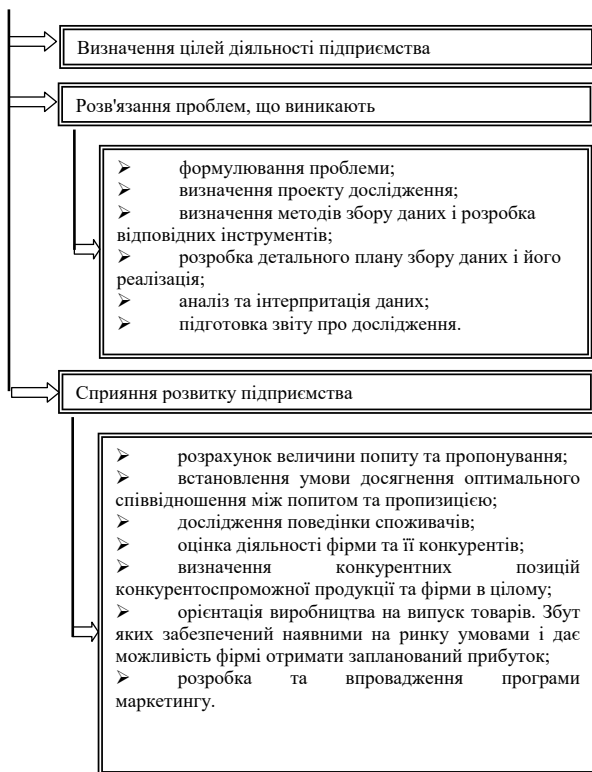 Визначення цілей діяльності підприємства
Розв'язання проблем, що виникають
➢ формулювання проблеми;
➢ визначення проекту дослідження;
➢ визначення методів збору даних і розробка
відповідних інструментів;
➢ розробка детального плану збору даних і його
реалізація;
➢ аналіз та інтерпритація даних;
➢ підготовка звіту про дослідження.
Сприяння розвитку підприємства
➢ розрахунок величини попиту та пропонування;
➢ встановлення умови досягнення оптимального
співвідношення між попитом та пропизицією;
➢ дослідження поведінки споживачів;
➢ оцінка діяльності фірми та її конкурентів;
➢ визначення конкурентних позицій
конкурентоспроможної продукції та фірми в цілому;
➢ орієнтація виробництва на випуск товарів. Збут
яких забезпечений наявними на ринку умовами і дає
можливість фірмі отримати запланований прибуток;
➢ розробка та впровадження програми
маркетингу.